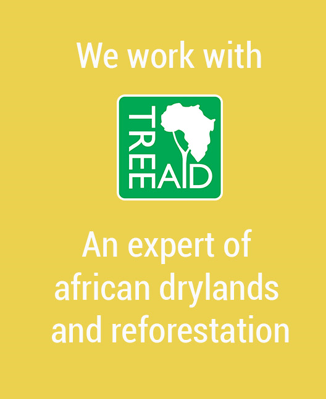 We work with
TREE
AID
An expert of
african drylands
and reforestation